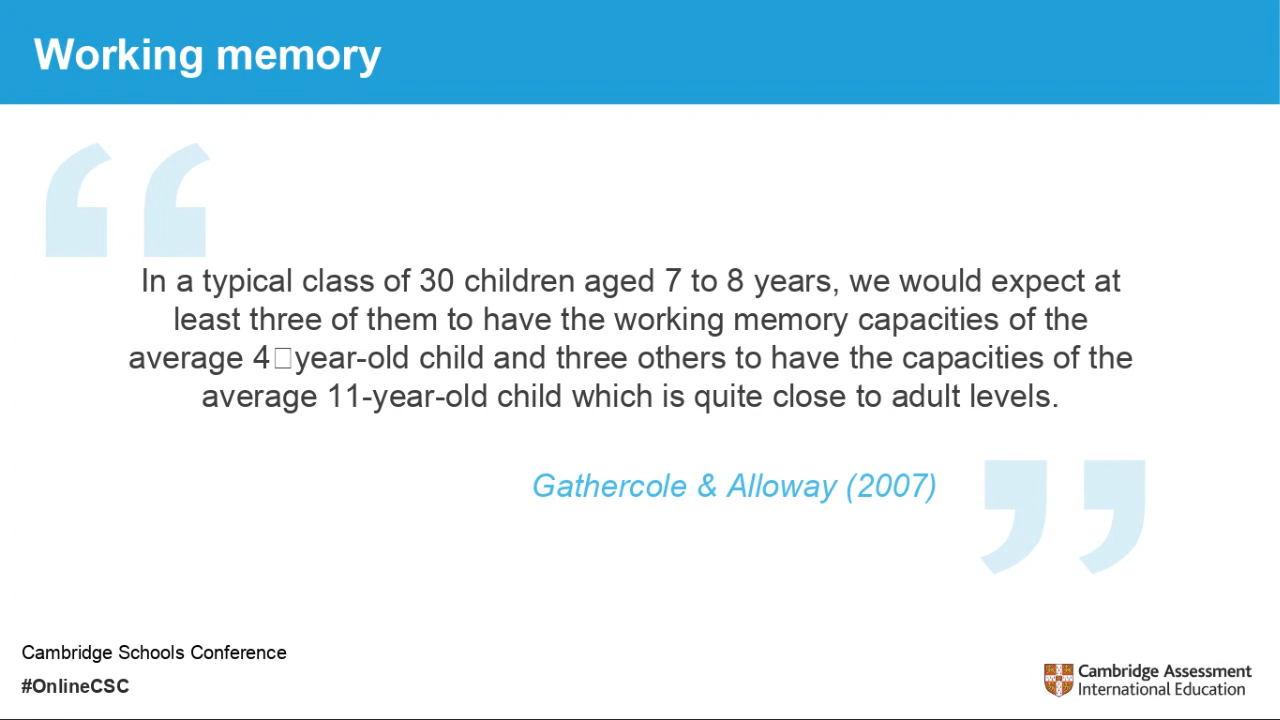 Working memory
In a typical class of 30 children aged 7 to 8 years, we would expect at
least three of them to have the working memory capacities of the
average 4□year-old child and three others to have the capacities of the
average 11-year-old child which is quite close to adult levels.
Gathercole & Alloway (2007)
Cambridge Schools Conference
#OnlineCSC
Cambridge Assessment
International Education